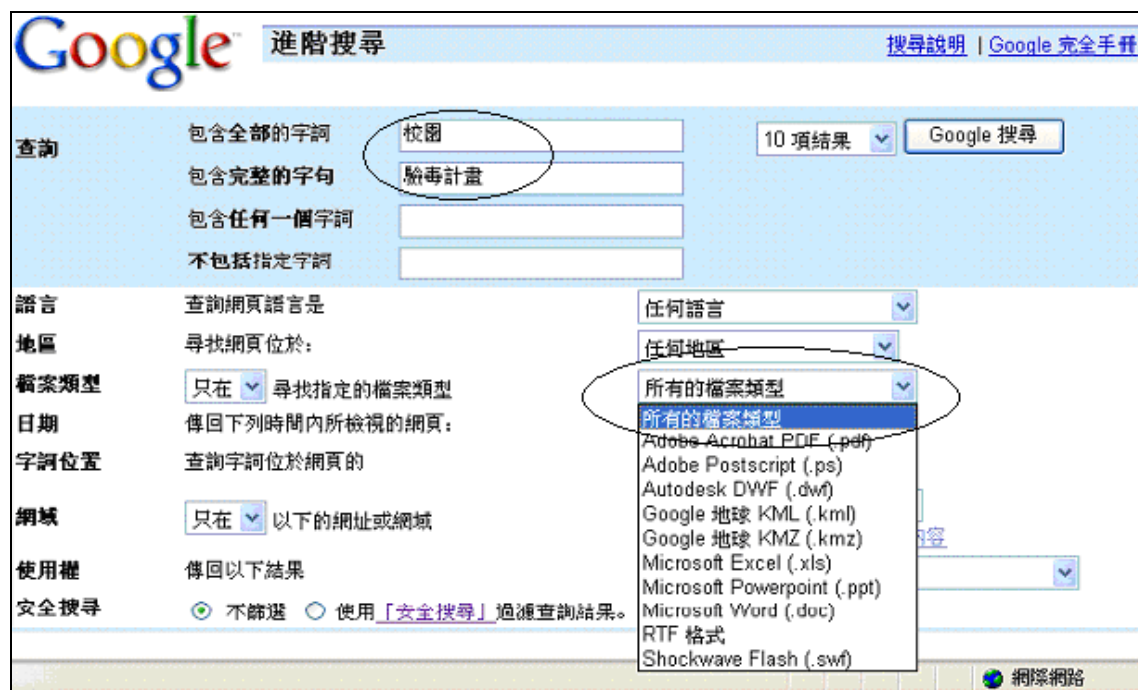 Google 進階搜尋 搜尋說明 | Google 完全手冊
查詢 包含全部的字詞 校園 10 項結果 Google 搜尋
包含完整的字句 驗毒計畫
包含任何一個字詞
不包括指定字詞
語言 查詢網頁語言是 任何語言
地區 尋找網頁位於: 任何地區
檔案類型 只在 尋找指定的檔案類型 所有的檔案類型
日期 傳回下列時間內所檢視的網頁: 所有的檔案類型
Adobe Acrobat PDF (.pdf)
字詞位置 查詢字詞位於網頁的 Adobe Postscript (.ps)
Autodesk DWF (.dwf)
網域 只在 以下的網址或網域 Google 地球 KML (.kml)
Google 地球 KMZ (.kmz) 內容
使用權 傳回以下結果 Microsoft Excel (.xls)
Microsoft Powerpoint (.ppt)
安全搜尋 不篩選 使用「安全搜尋」過濾查詢結果。 Microsoft Word (.doc)
RTF 格式
Shockwave Flash (.swf)
網際網路